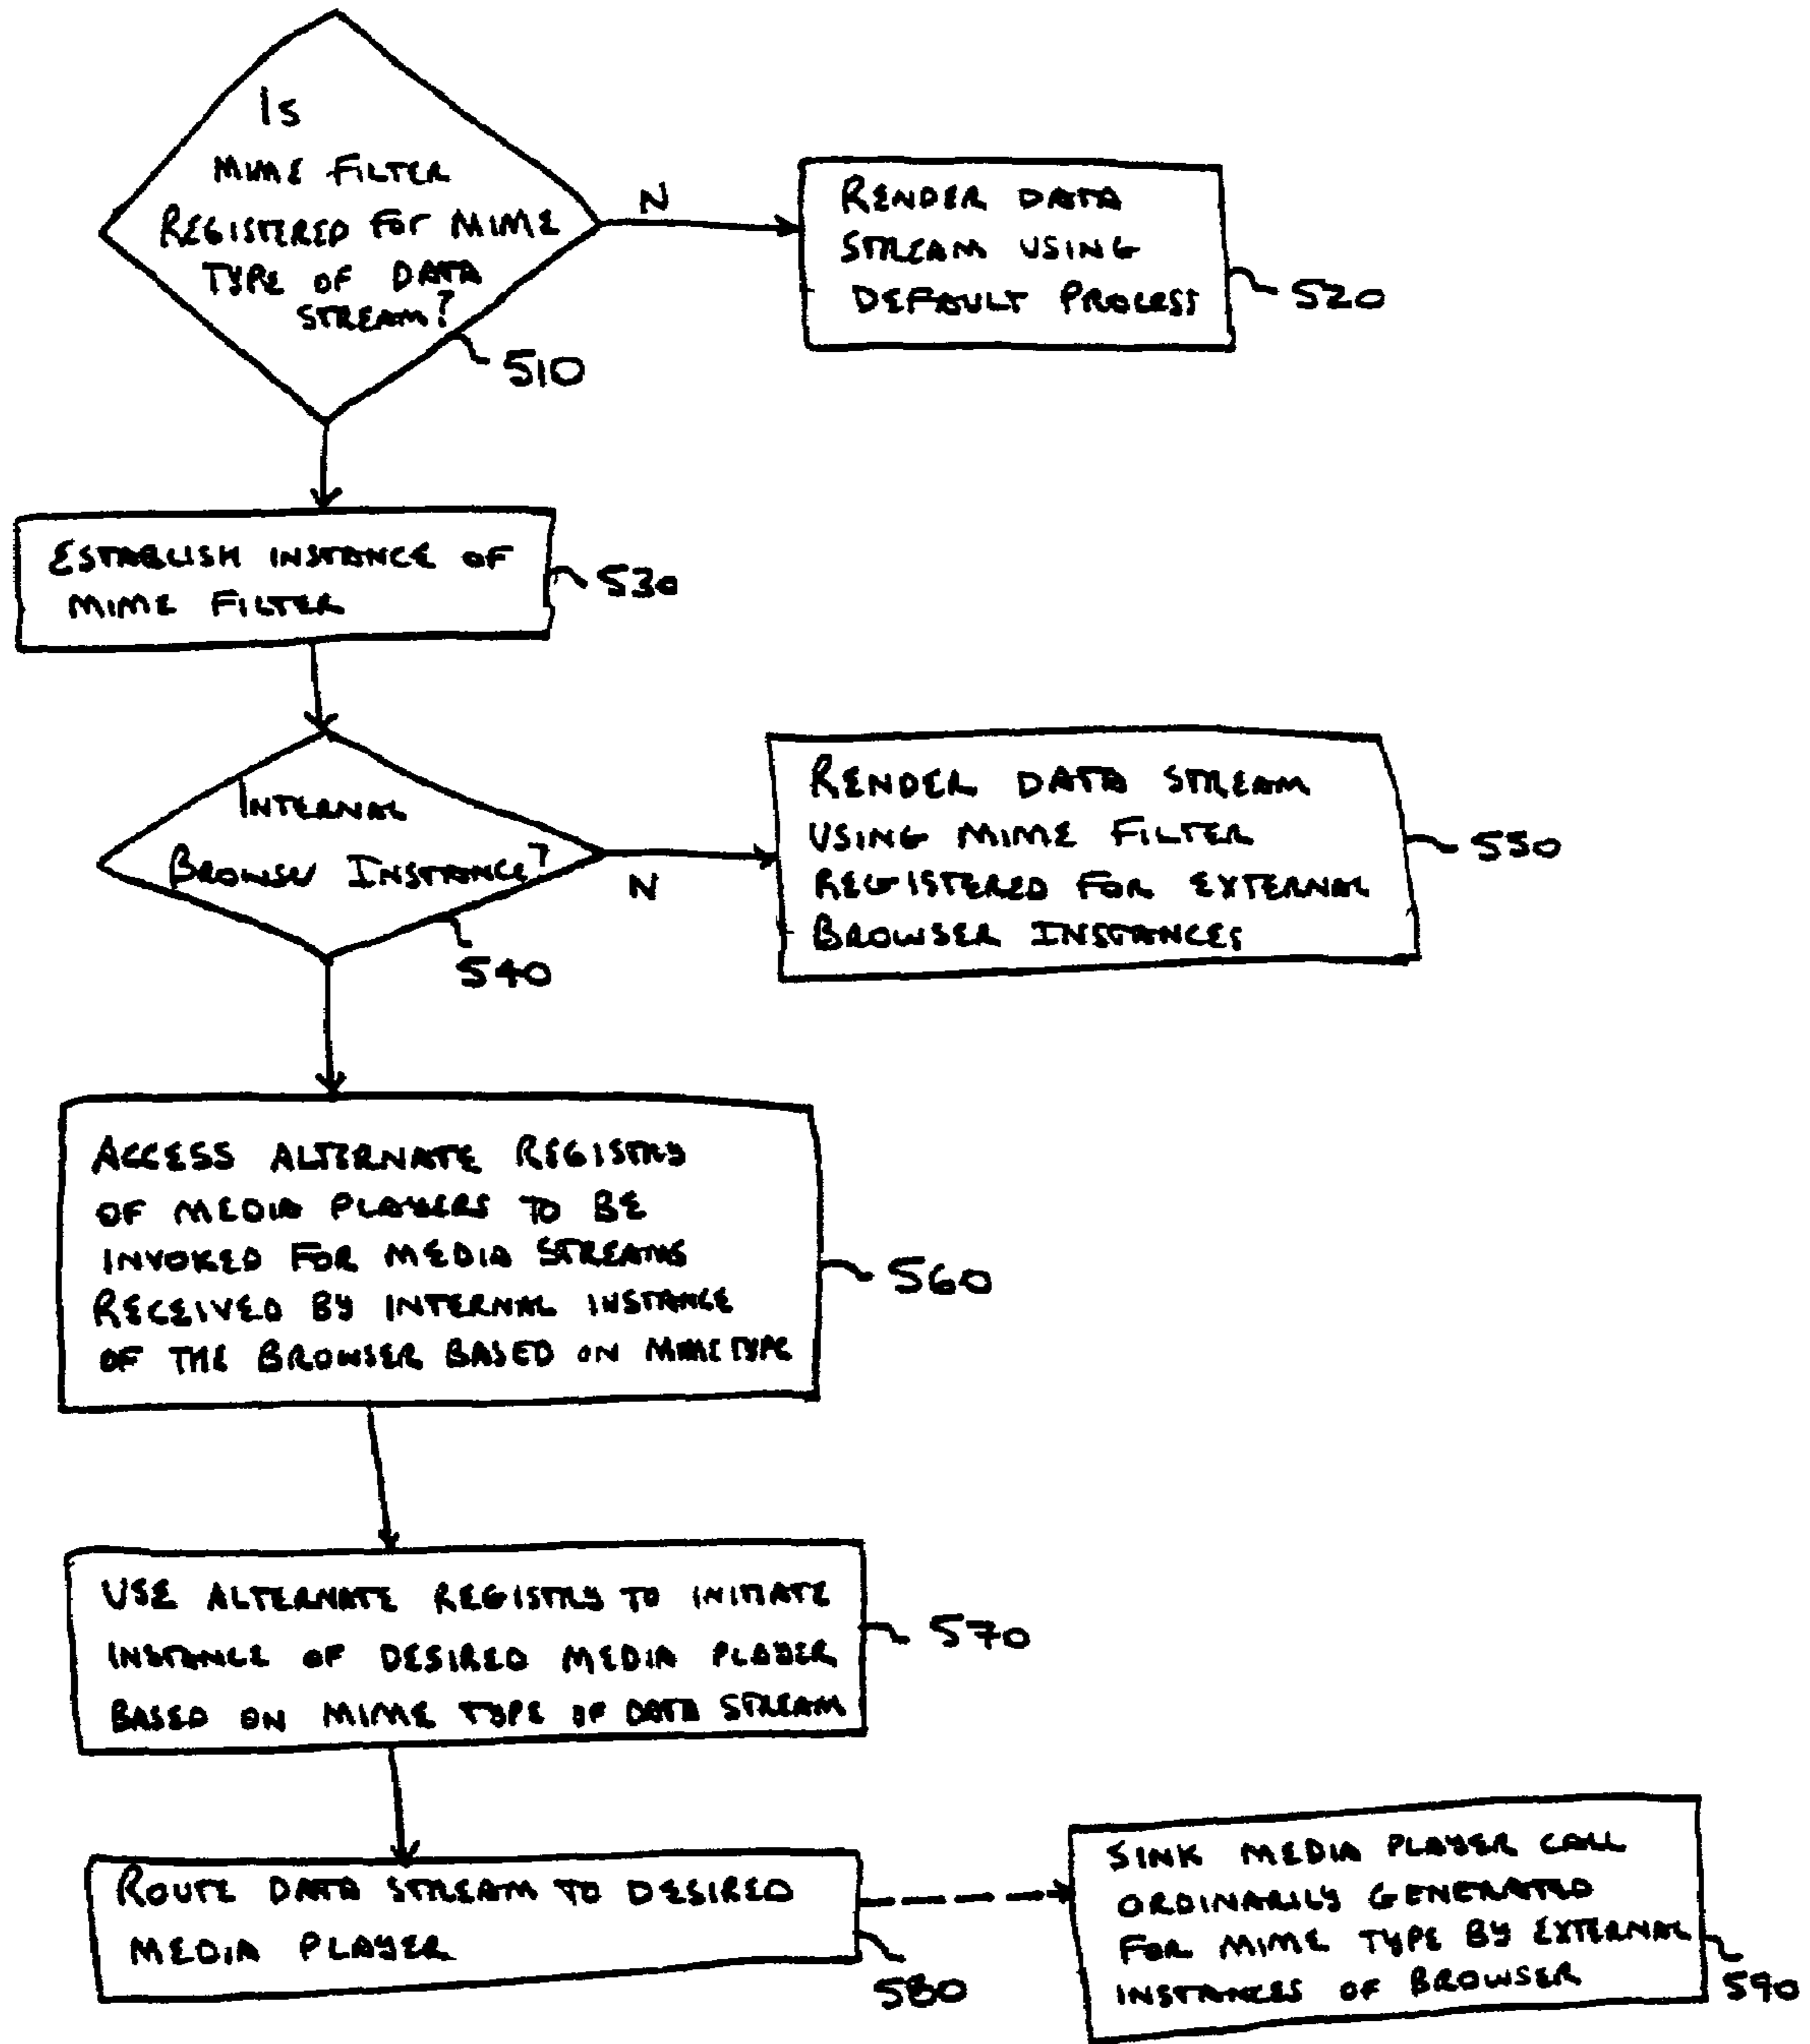 Is
MIME FILTER
REGISTERED FOR MIME
TYPE OF DATA
STREAM?
510
N
RENDER DATA
STREAM USING
DEFAULT PROCESS
520
ESTABLISH INSTANCE OF
MIME FILTER
530
INTERNAL
BROWSER INSTANCE?
540
N
RENDER DATA STREAM
USING MIME FILTER
REGISTERED FOR EXTERNAL
BROWSER INSTANCES
550
ACCESS ALTERNATE REGISTRY
OF MEDIA PLAYERS TO BE
INVOKED FOR MEDIA STREAMS
RECEIVED BY INTERNAL INSTANCE
OF THE BROWSER BASED ON MIME TYPE
560
USE ALTERNATE REGISTRY TO INITIATE
INSTANCE OF DESIRED MEDIA PLAYER
BASED ON MIME TYPE OF DATA STREAM
570
ROUTE DATA STREAM TO DESIRED
MEDIA PLAYER
580
SINK MEDIA PLAYER CALL
ORDINARILY GENERATED
FOR MIME TYPE BY EXTERNAL
INSTANCES OF BROWSER
590